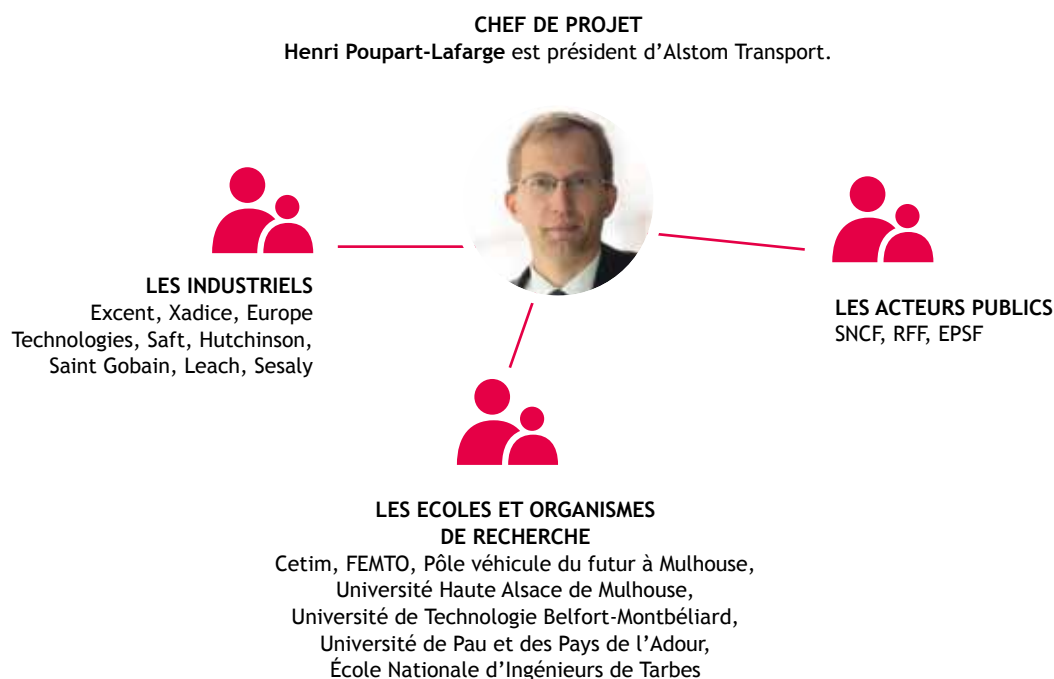 CHEF DE PROJET
Henri Poupart-Lafarge est président d’Alstom Transport.
LES INDUSTRIELS
Excent, Xadice, Europe
Technologies, Saft, Hutchinson,
Saint Gobain, Leach, Sesaly
LES ACTEURS PUBLICS
SNCF, RFF, EPSF
LES ECOLES ET ORGANISMES
DE RECHERCHE
Cetim, FEMTO, Pôle véhicule du futur à Mulhouse,
Université Haute Alsace de Mulhouse,
Université de Technologie Belfort-Montbéliard,
Université de Pau et des Pays de l’Adour,
École Nationale d’Ingénieurs de Tarbes